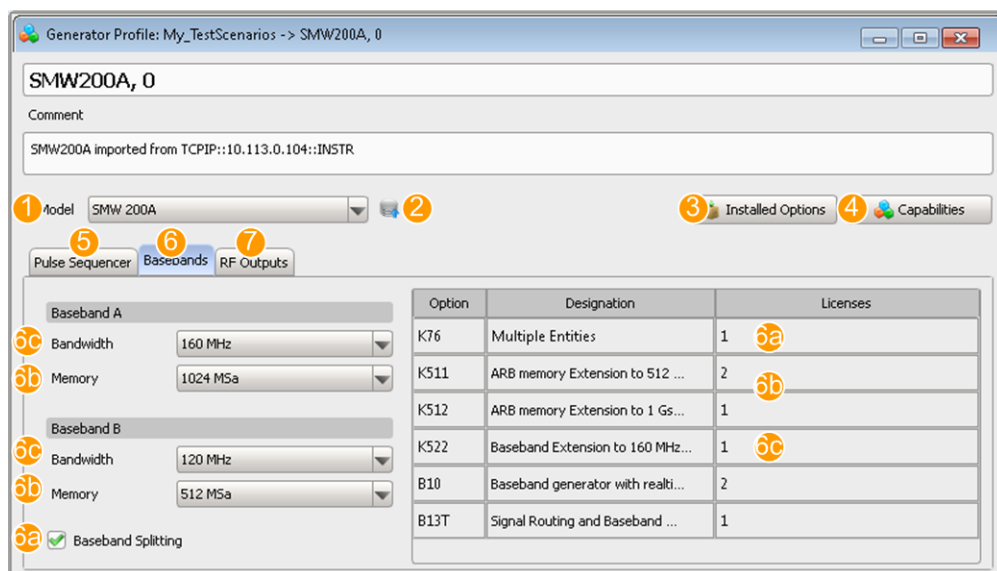 Generator Profile: My_TestScenarios -> SMW200A, 0
SMW200A, 0
Comment
SMW200A imported from TCPIP::10.113.0.104::INSTR
1 Model SMW 200A 2 3 Installed Options 4 Capabilities
5 6 7
Pulse Sequencer Basebands RF Outputs
Baseband A
6c Bandwidth 160 MHz
6b Memory 1024 MSa
Baseband B
6c Bandwidth 120 MHz
6b Memory 512 MSa
6a Baseband Splitting
Option Designation Licenses
K76 Multiple Entities 1 6a
K511 ARB memory Extension to 512 ... 2
6b
K512 ARB memory Extension to 1 Gs... 1
K522 Baseband Extension to 160 MHz... 1 6c
B10 Baseband generator with realti... 2
B13T Signal Routing and Baseband ... 1